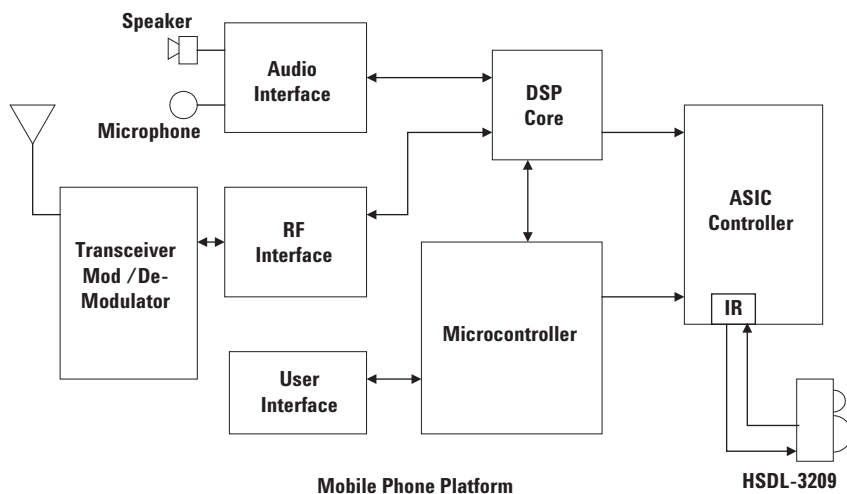 Speaker
Audio
Interface
Microphone
DSP
Core
ASIC
Controller
Transceiver
Mod /De-
Modulator
RF
Interface
IR
Microcontroller
User
Interface
HSDL-3209
Mobile Phone Platform